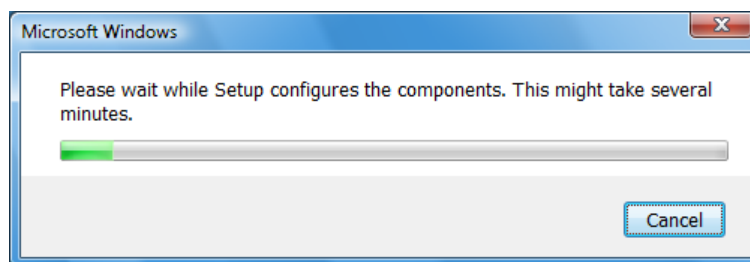 Microsoft Windows
Please wait while Setup configures the components. This might take several
minutes.
Cancel